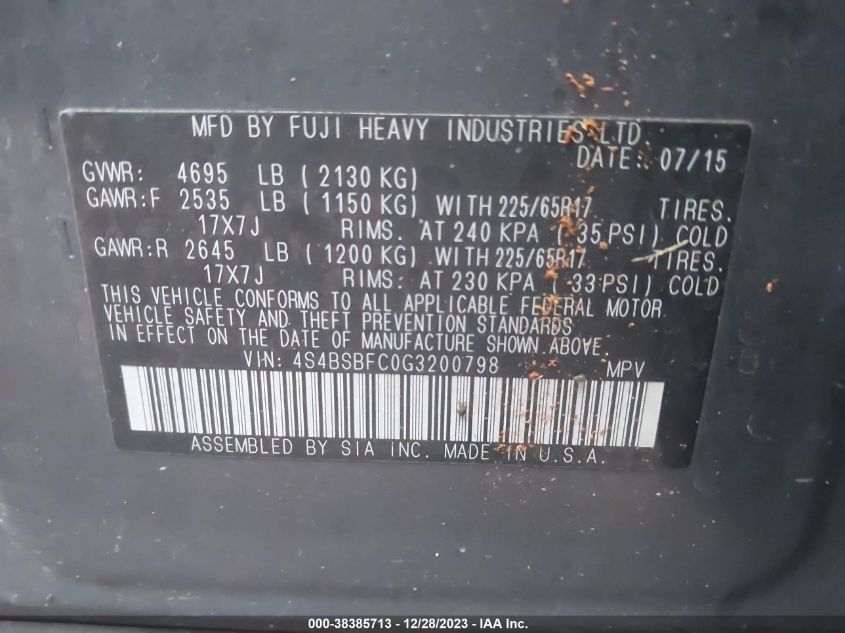 MFD BY FUJI HEAVY INDUSTRIES LTD
DATE: 07/15
GVWR: 4695 LB ( 2130 KG)
GAWR:F 2535 LB ( 1150 KG) WITH 225/65R17 TIRES.
17X7J RIMS. AT 240 KPA ( 35 PSI) COLD
GAWR:R 2645 LB ( 1200 KG) WITH 225/65R17 TIRES.
17X7J RIMS: AT 230 KPA ( 33 PSI) COLD
THIS VEHICLE CONFORMS TO ALL APPLICABLE FEDERAL MOTOR
VEHICLE SAFETY AND THEFT PREVENTION STANDARDS
IN EFFECT ON THE DATE OF MANUFACTURE SHOWN ABOVE.
VIN: 4S4BSBFC0G3200798 MPV
ASSEMBLED BY SIA INC. MADE IN U.S.A.
000-38385713 - 12/28/2023 - IAA Inc.